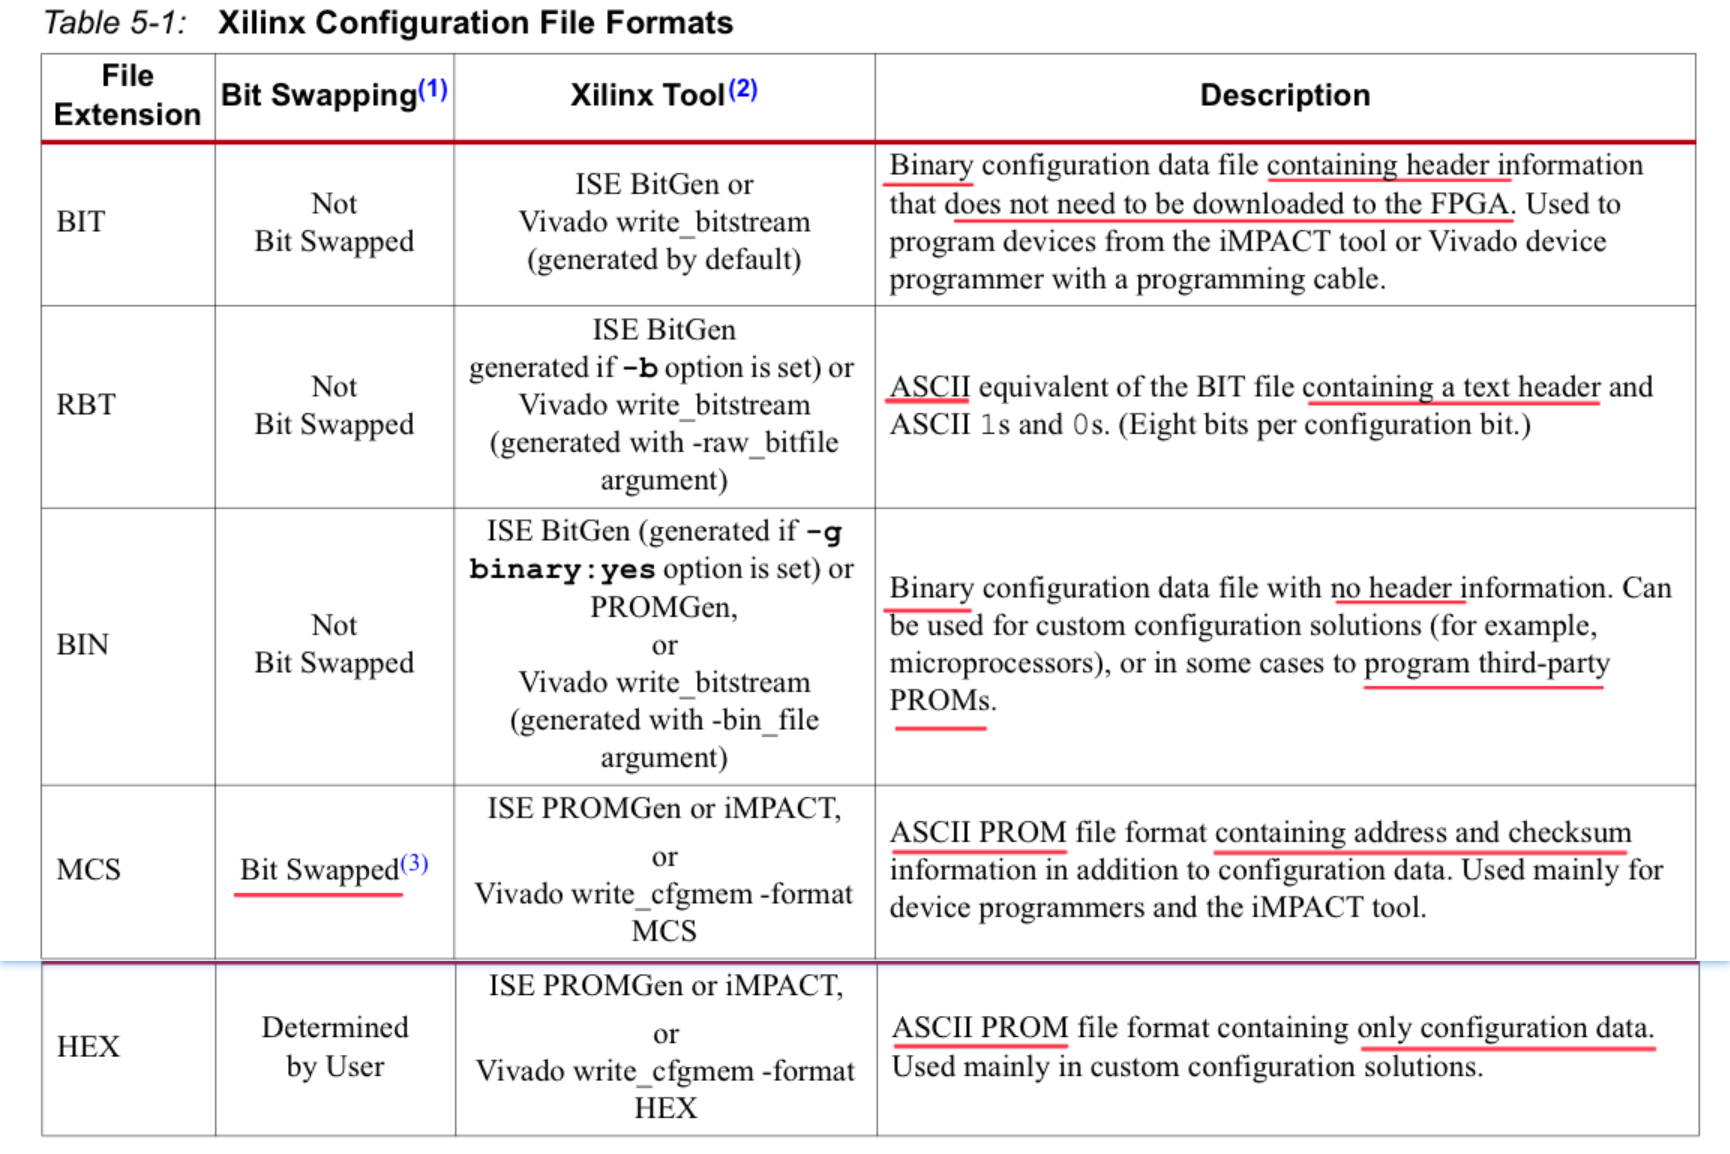 Table 5-1: Xilinx Configuration File Formats
File
Extension
Bit Swapping(1)
Xilinx Tool(2)
Description
BIT
Not
Bit Swapped
ISE BitGen or
Vivado write_bitstream
(generated by default)
Binary configuration data file containing header information
that does not need to be downloaded to the FPGA. Used to
program devices from the iMPACT tool or Vivado device
programmer with a programming cable.
RBT
Not
Bit Swapped
ISE BitGen
generated if -b option is set) or
Vivado write_bitstream
(generated with -raw_bitfile
argument)
ASCII equivalent of the BIT file containing a text header and
ASCII 1s and 0s. (Eight bits per configuration bit.)
BIN
Not
Bit Swapped
ISE BitGen (generated if -g
binary:yes option is set) or
PROMGen,
or
Vivado write_bitstream
(generated with -bin_file
argument)
Binary configuration data file with no header information. Can
be used for custom configuration solutions (for example,
microprocessors), or in some cases to program third-party
PROMs.
MCS
Bit Swapped(3)
ISE PROMGen or iMPACT,
or
Vivado write_cfgmem -format
MCS
ASCII PROM file format containing address and checksum
information in addition to configuration data. Used mainly for
device programmers and the iMPACT tool.
HEX
Determined
by User
ISE PROMGen or iMPACT,
or
Vivado write_cfgmem -format
HEX
ASCII PROM file format containing only configuration data.
Used mainly in custom configuration solutions.